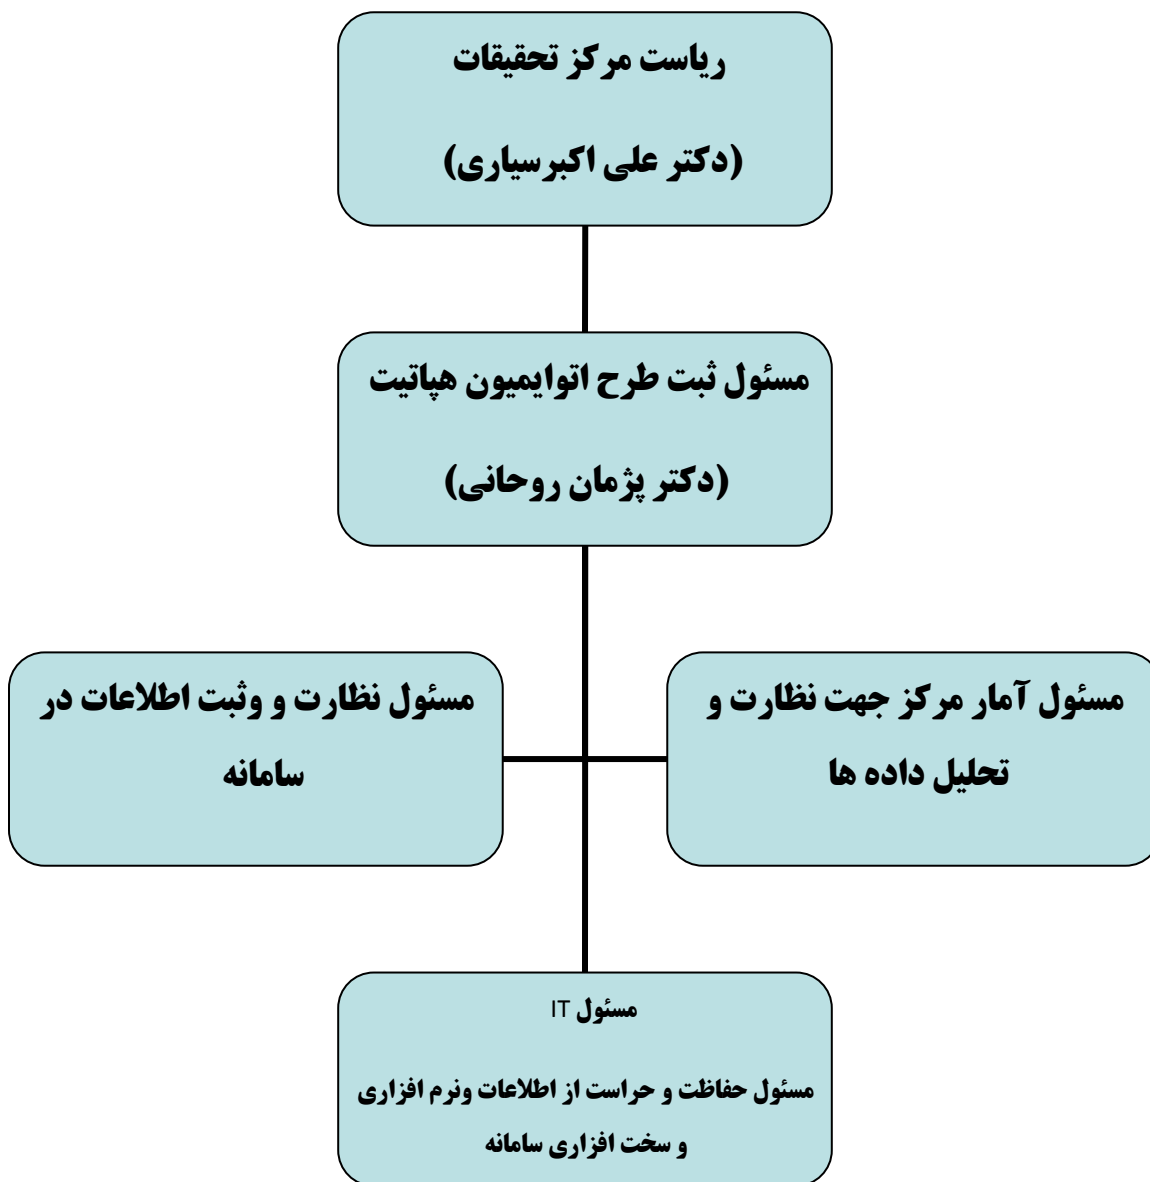 ریاست مرکز تحقیقات
(دکتر علی اکبرسیاری)
مسئول ثبت طرح اتوایمیون هپاتیت
(دکتر پژمان روحانی)
مسئول آمار مرکز جهت نظارت و
تحلیل داده ها
مسئول نظارت و وثبت اطلاعات در
سامانه
مسئول IT
مسئول حفاظت و حراست از اطلاعات ونرم افزاری
و سخت افزاری سامانه